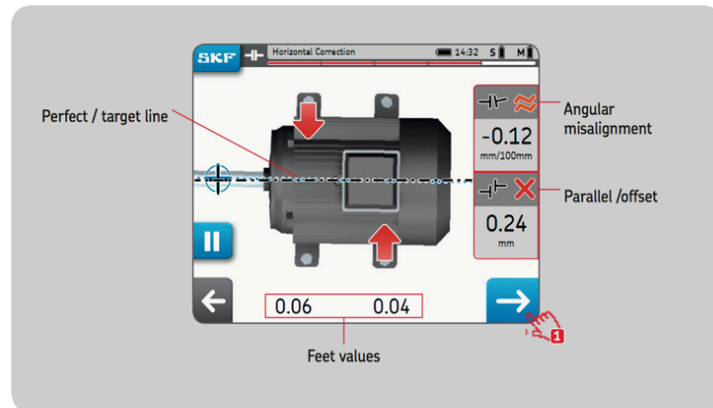 SKF
Horizontal Correction
14:32
S
M
Perfect / target line
Angular
misalignment
-0.12
mm/100mm
Parallel /offset
0.24
mm
0.06
0.04
1
Feet values